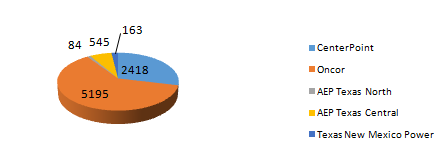 163
84
545
2418
5195
CenterPoint
Oncor
AEP Texas North
AEP Texas Central
Texas New Mexico Power